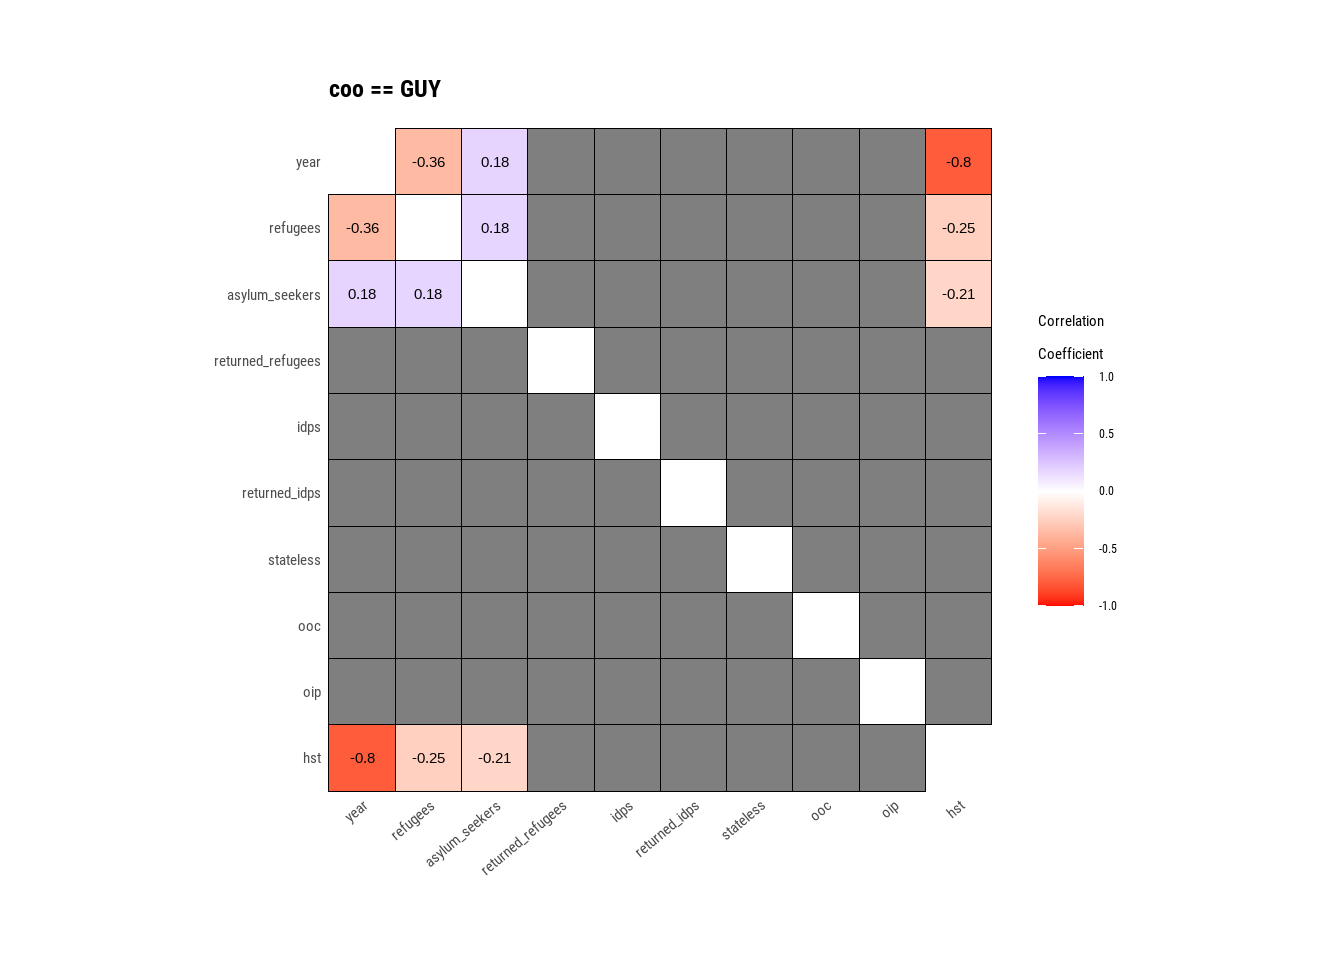 coo == GUY
year -0.36 0.18 -0.8
refugees -0.36 0.18 -0.25
asylum_seekers 0.18 0.18 -0.21
returned_refugees
idps
returned_idps
stateless
ooc
oip
hst -0.8 -0.25 -0.21
year refugees asylum_seekers returned_refugees idps returned_idps stateless ooc oip hst
Correlation
Coefficient
1.0
0.5
0.0
-0.5
-1.0